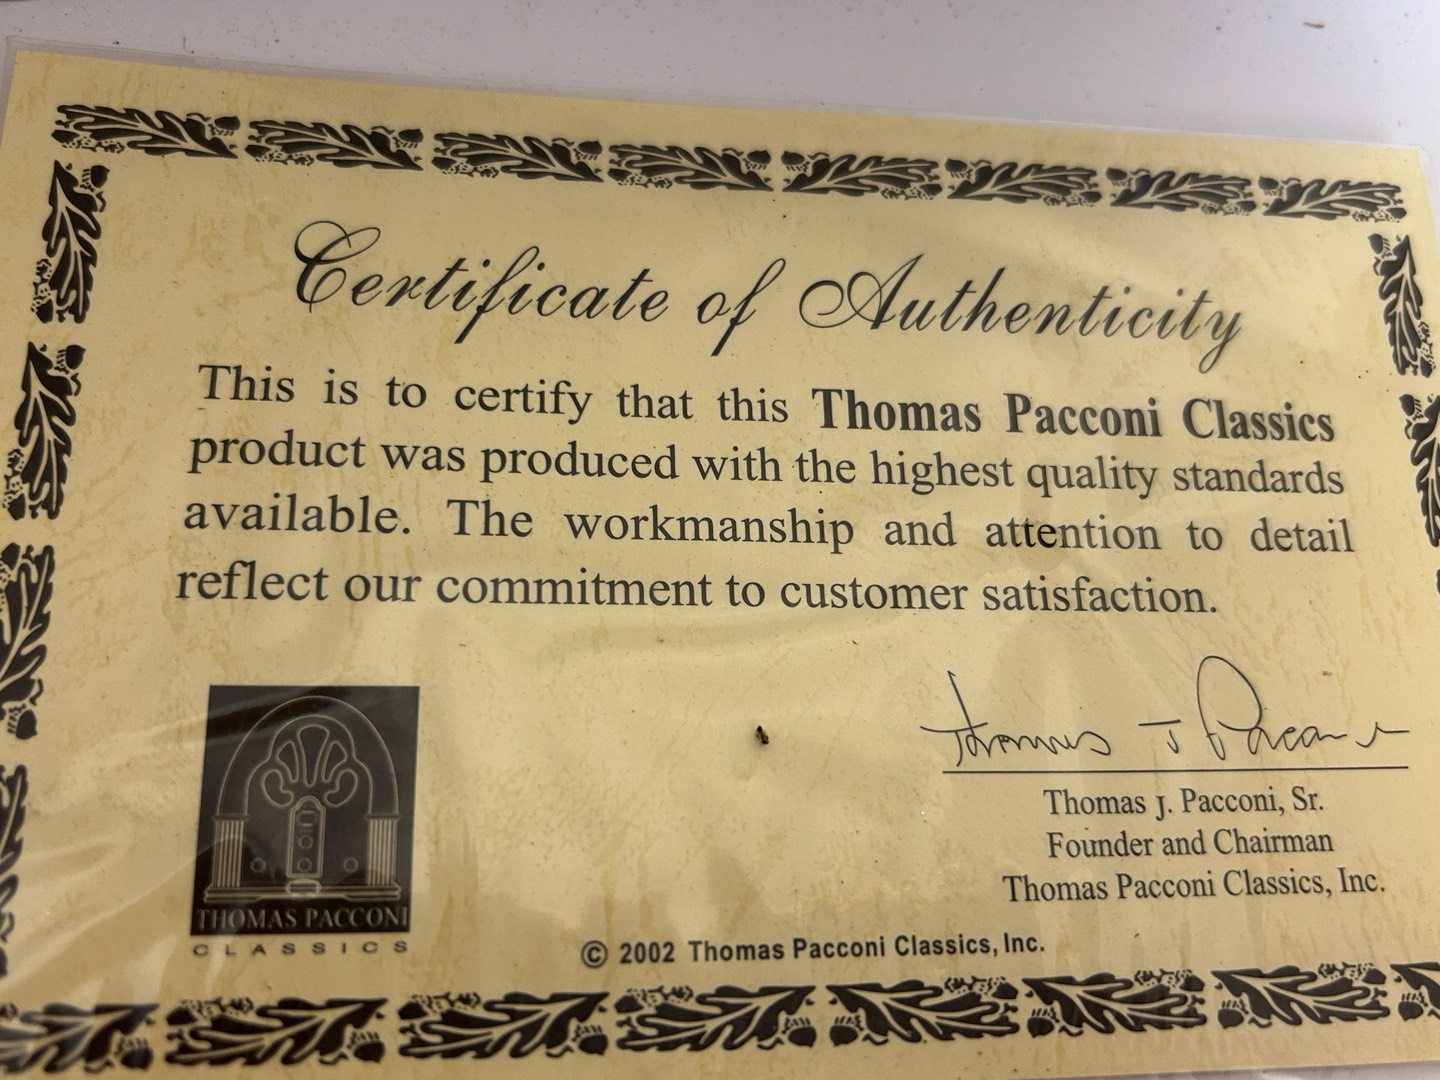 Certificate of Authenticity
This is to certify that this Thomas Pacconi Classics
product was produced with the highest quality standards
available. The workmanship and attention to detail
reflect our commitment to customer satisfaction.
Thomas J Pacconi
Thomas J. Pacconi, Sr.
Founder and Chairman
Thomas Pacconi Classics, Inc.
THOMAS PACCONI
CLASSICS
© 2002 Thomas Pacconi Classics, Inc.